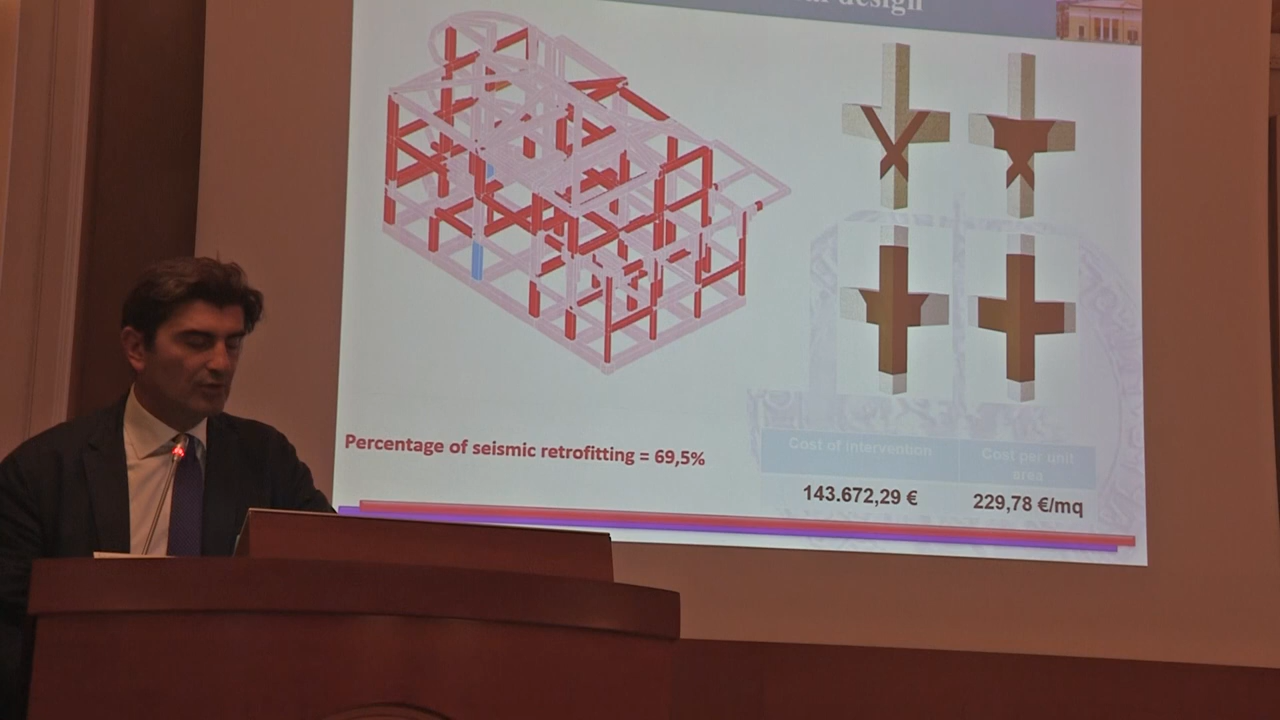 design
Percentage of seismic retrofitting = 69,5%
Cost of intervention
Cost per unit
area
143.672,29 €
229,78 €/mq